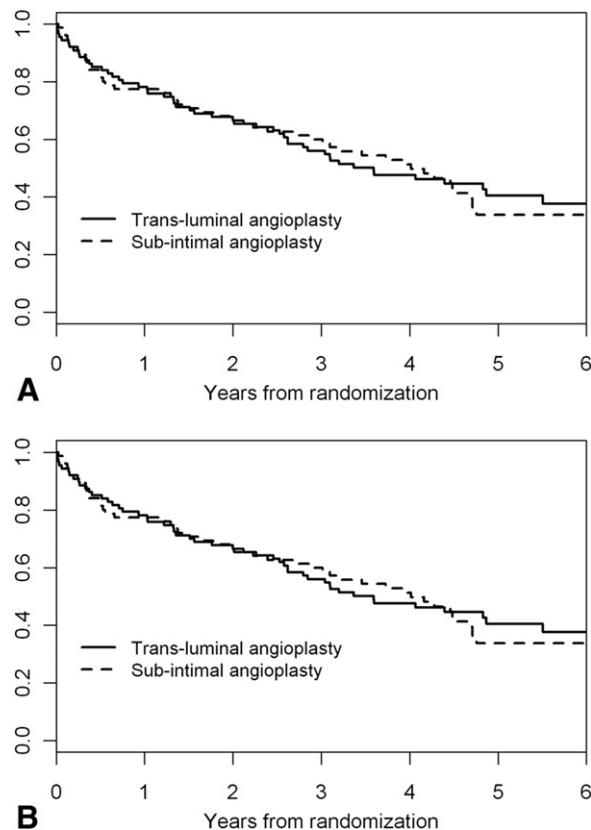 1.0
0.8
0.6
0.4
0.2
0.0
Trans-luminal angioplasty
Sub-intimal angioplasty
0 1 2 3 4 5 6
Years from randomization
A
1.0
0.8
0.6
0.4
0.2
0.0
Trans-luminal angioplasty
Sub-intimal angioplasty
0 1 2 3 4 5 6
Years from randomization
B